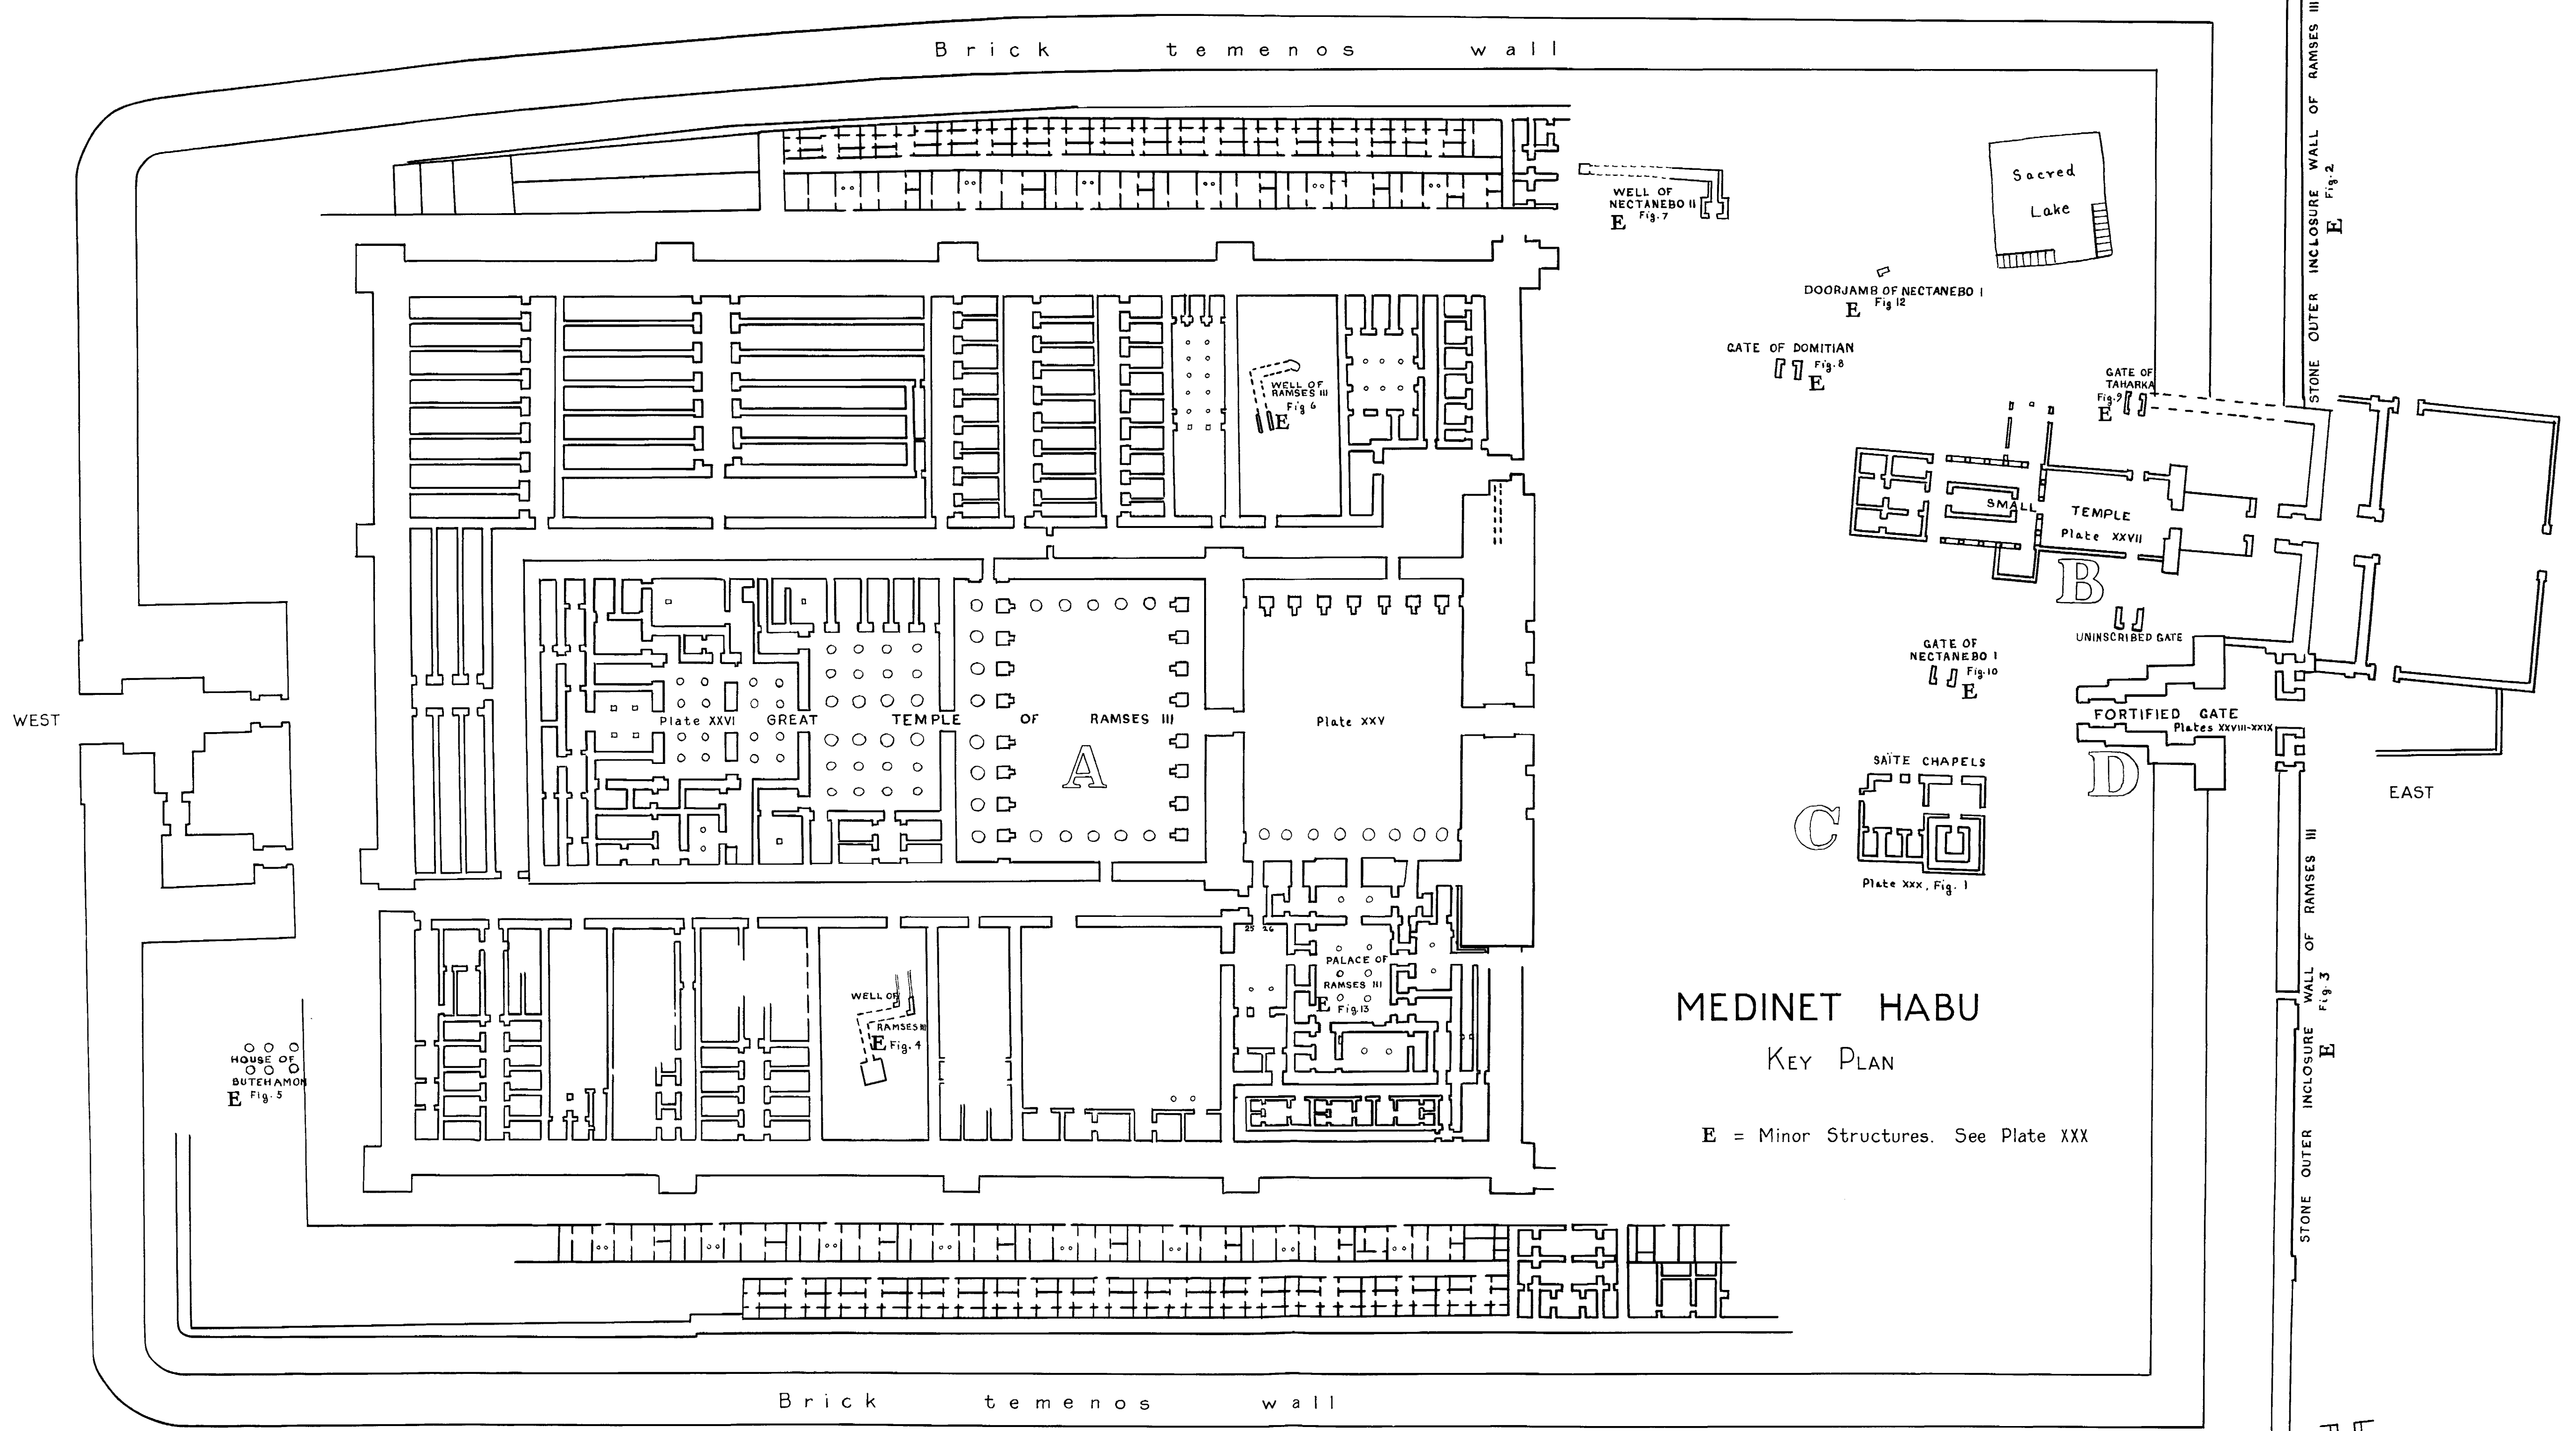 Brick temenos wall
STONE OUTER INCLOSURE WALL OF RAMSES III
E Fig. 2
Sacred
Lake
WELL OF
NECTANEBO II
E Fig. 7
DOORJAMB OF NECTANEBO I
E Fig 12
GATE OF DOMITIAN
Fig. 8
E
GATE OF
TAHARKA
Fig. 9
E
WELL OF
RAMSES III
Fig 6
E
SMALL TEMPLE
Plate XXVII
B
UNINSCRIBED GATE
GATE OF
NECTANEBO I
Fig. 10
E
WEST
Plate XXVI GREAT TEMPLE OF RAMSES III Plate XXV
A
FORTIFIED GATE
Plates XXVIII-XXIX
D
EAST
SAÏTE CHAPELS
C
Plate XXX, Fig. 1
25 26
PALACE OF
RAMSES III
E Fig. 13
WELL OF
RAMSES III
E Fig. 4
HOUSE OF
BUTEHAMON
E Fig. 5
MEDINET HABU
KEY PLAN
E = Minor Structures. See Plate XXX
STONE OUTER INCLOSURE WALL OF RAMSES III
E Fig. 3
Brick temenos wall